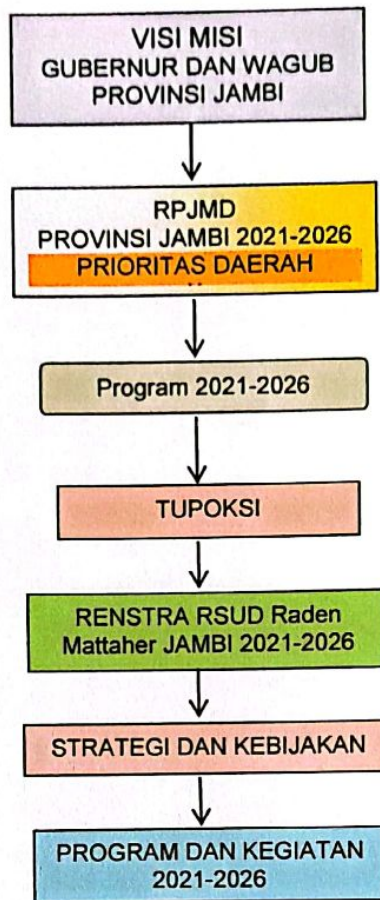 VISI MISI
GUBERNUR DAN WAGUB
PROVINSI JAMBI
RPJMD
PROVINSI JAMBI 2021-2026
PRIORITAS DAERAH
Program 2021-2026
TUPOKSI
RENSTRA RSUD Raden
Mattaher JAMBI 2021-2026
STRATEGI DAN KEBIJAKAN
PROGRAM DAN KEGIATAN
2021-2026